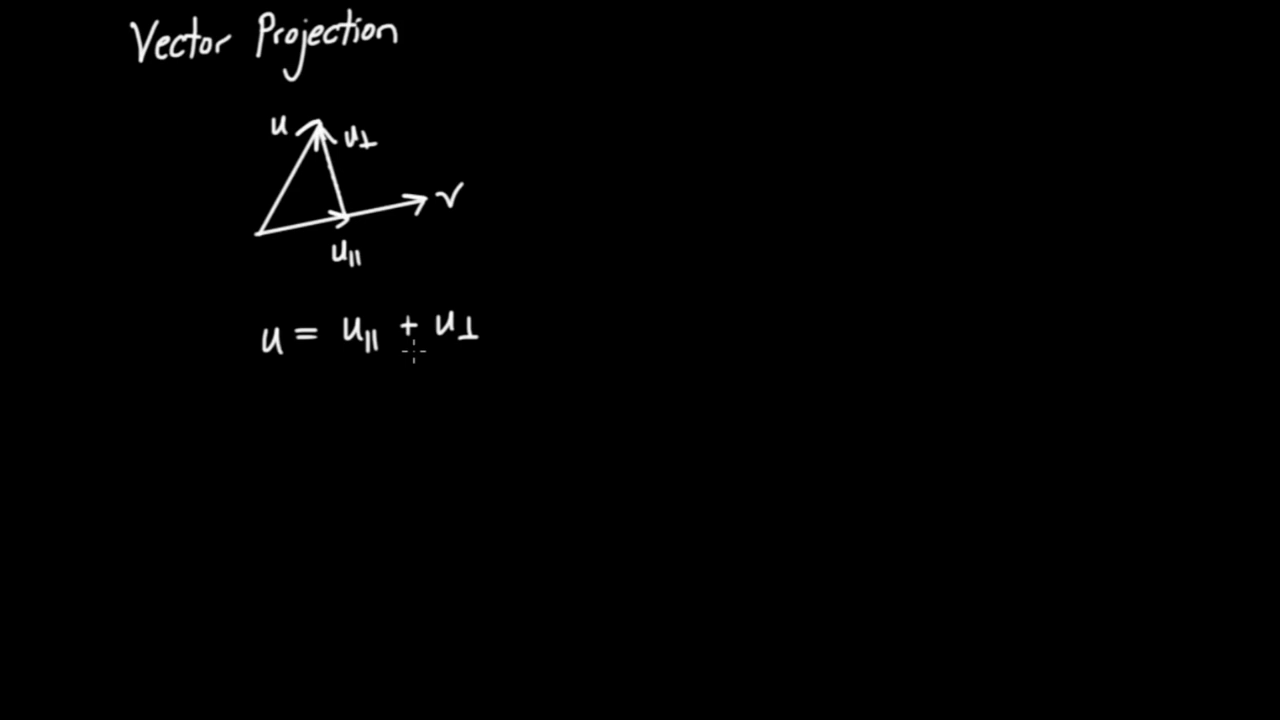 Vector Projection
u u⊥
v
u||
u = u|| + u⊥